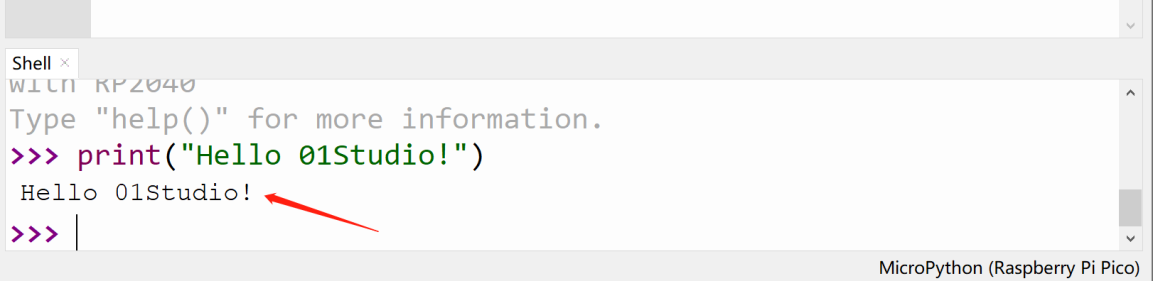 Shell ×
with RP2040
Type "help()" for more information.
>>> print("Hello 01Studio!")
Hello 01Studio!
>>>
MicroPython (Raspberry Pi Pico)